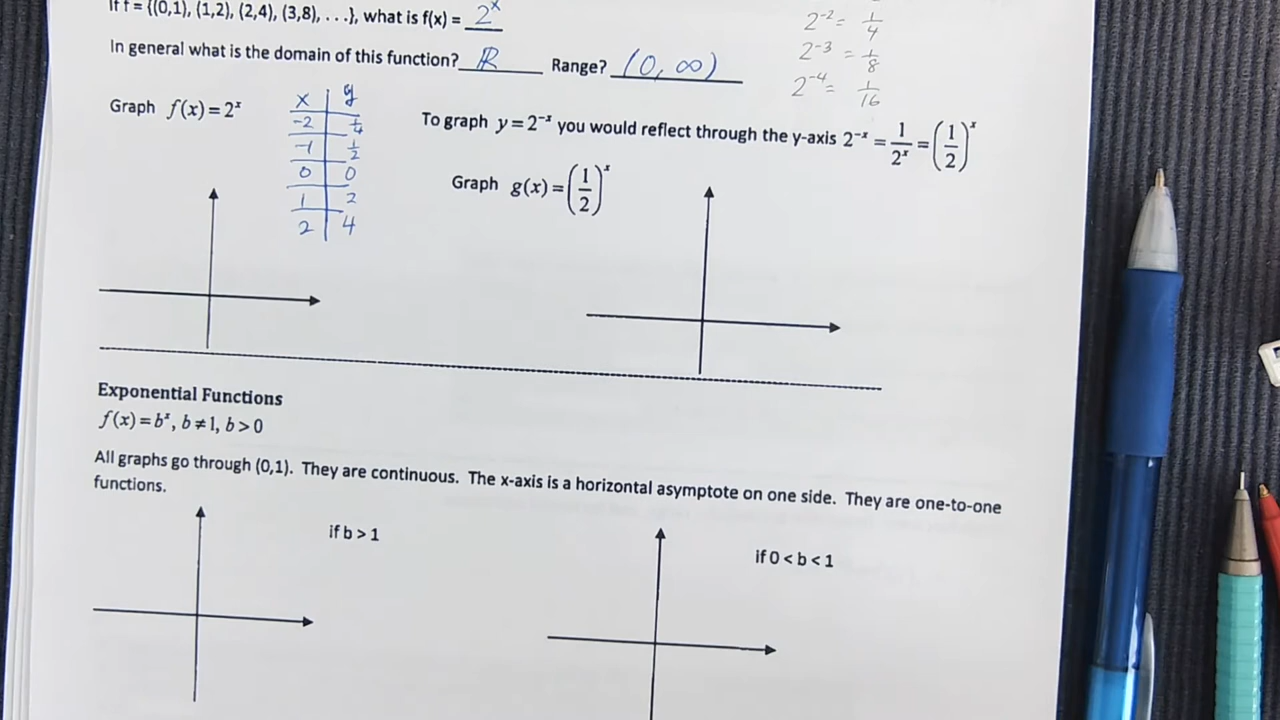 If f = {(0,1), (1,2), (2,4), (3,8), . . .}, what is f(x) = 2^x
2^-2 = 1/4
In general what is the domain of this function? ℝ Range? (0, ∞)
2^-3 = 1/8
2^-4 = 1/16
Graph f(x) = 2^x
x | y
-2 | 1/4
-1 | 1/2
0 | 0
1 | 2
2 | 4
To graph y = 2^-x you would reflect through the y-axis 2^-x = 1/2^x = (1/2)^x
Graph g(x) = (1/2)^x
Exponential Functions
f(x) = b^x, b ≠ 1, b > 0
All graphs go through (0,1). They are continuous. The x-axis is a horizontal asymptote on one side. They are one-to-one
functions.
if b > 1
if 0 < b < 1